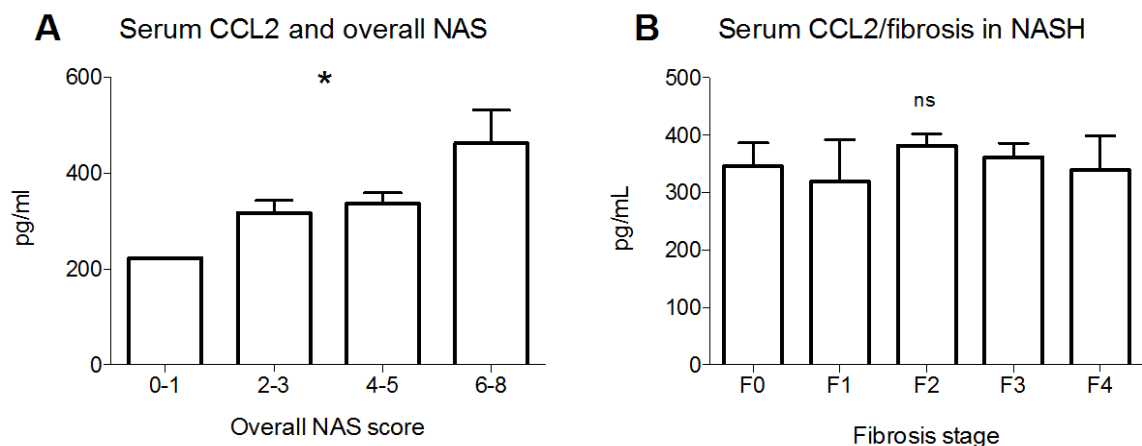 A Serum CCL2 and overall NAS
600
400
200
0
pg/ml
*
0-1 2-3 4-5 6-8
Overall NAS score
B Serum CCL2/fibrosis in NASH
500
400
300
200
100
0
pg/mL
ns
F0 F1 F2 F3 F4
Fibrosis stage